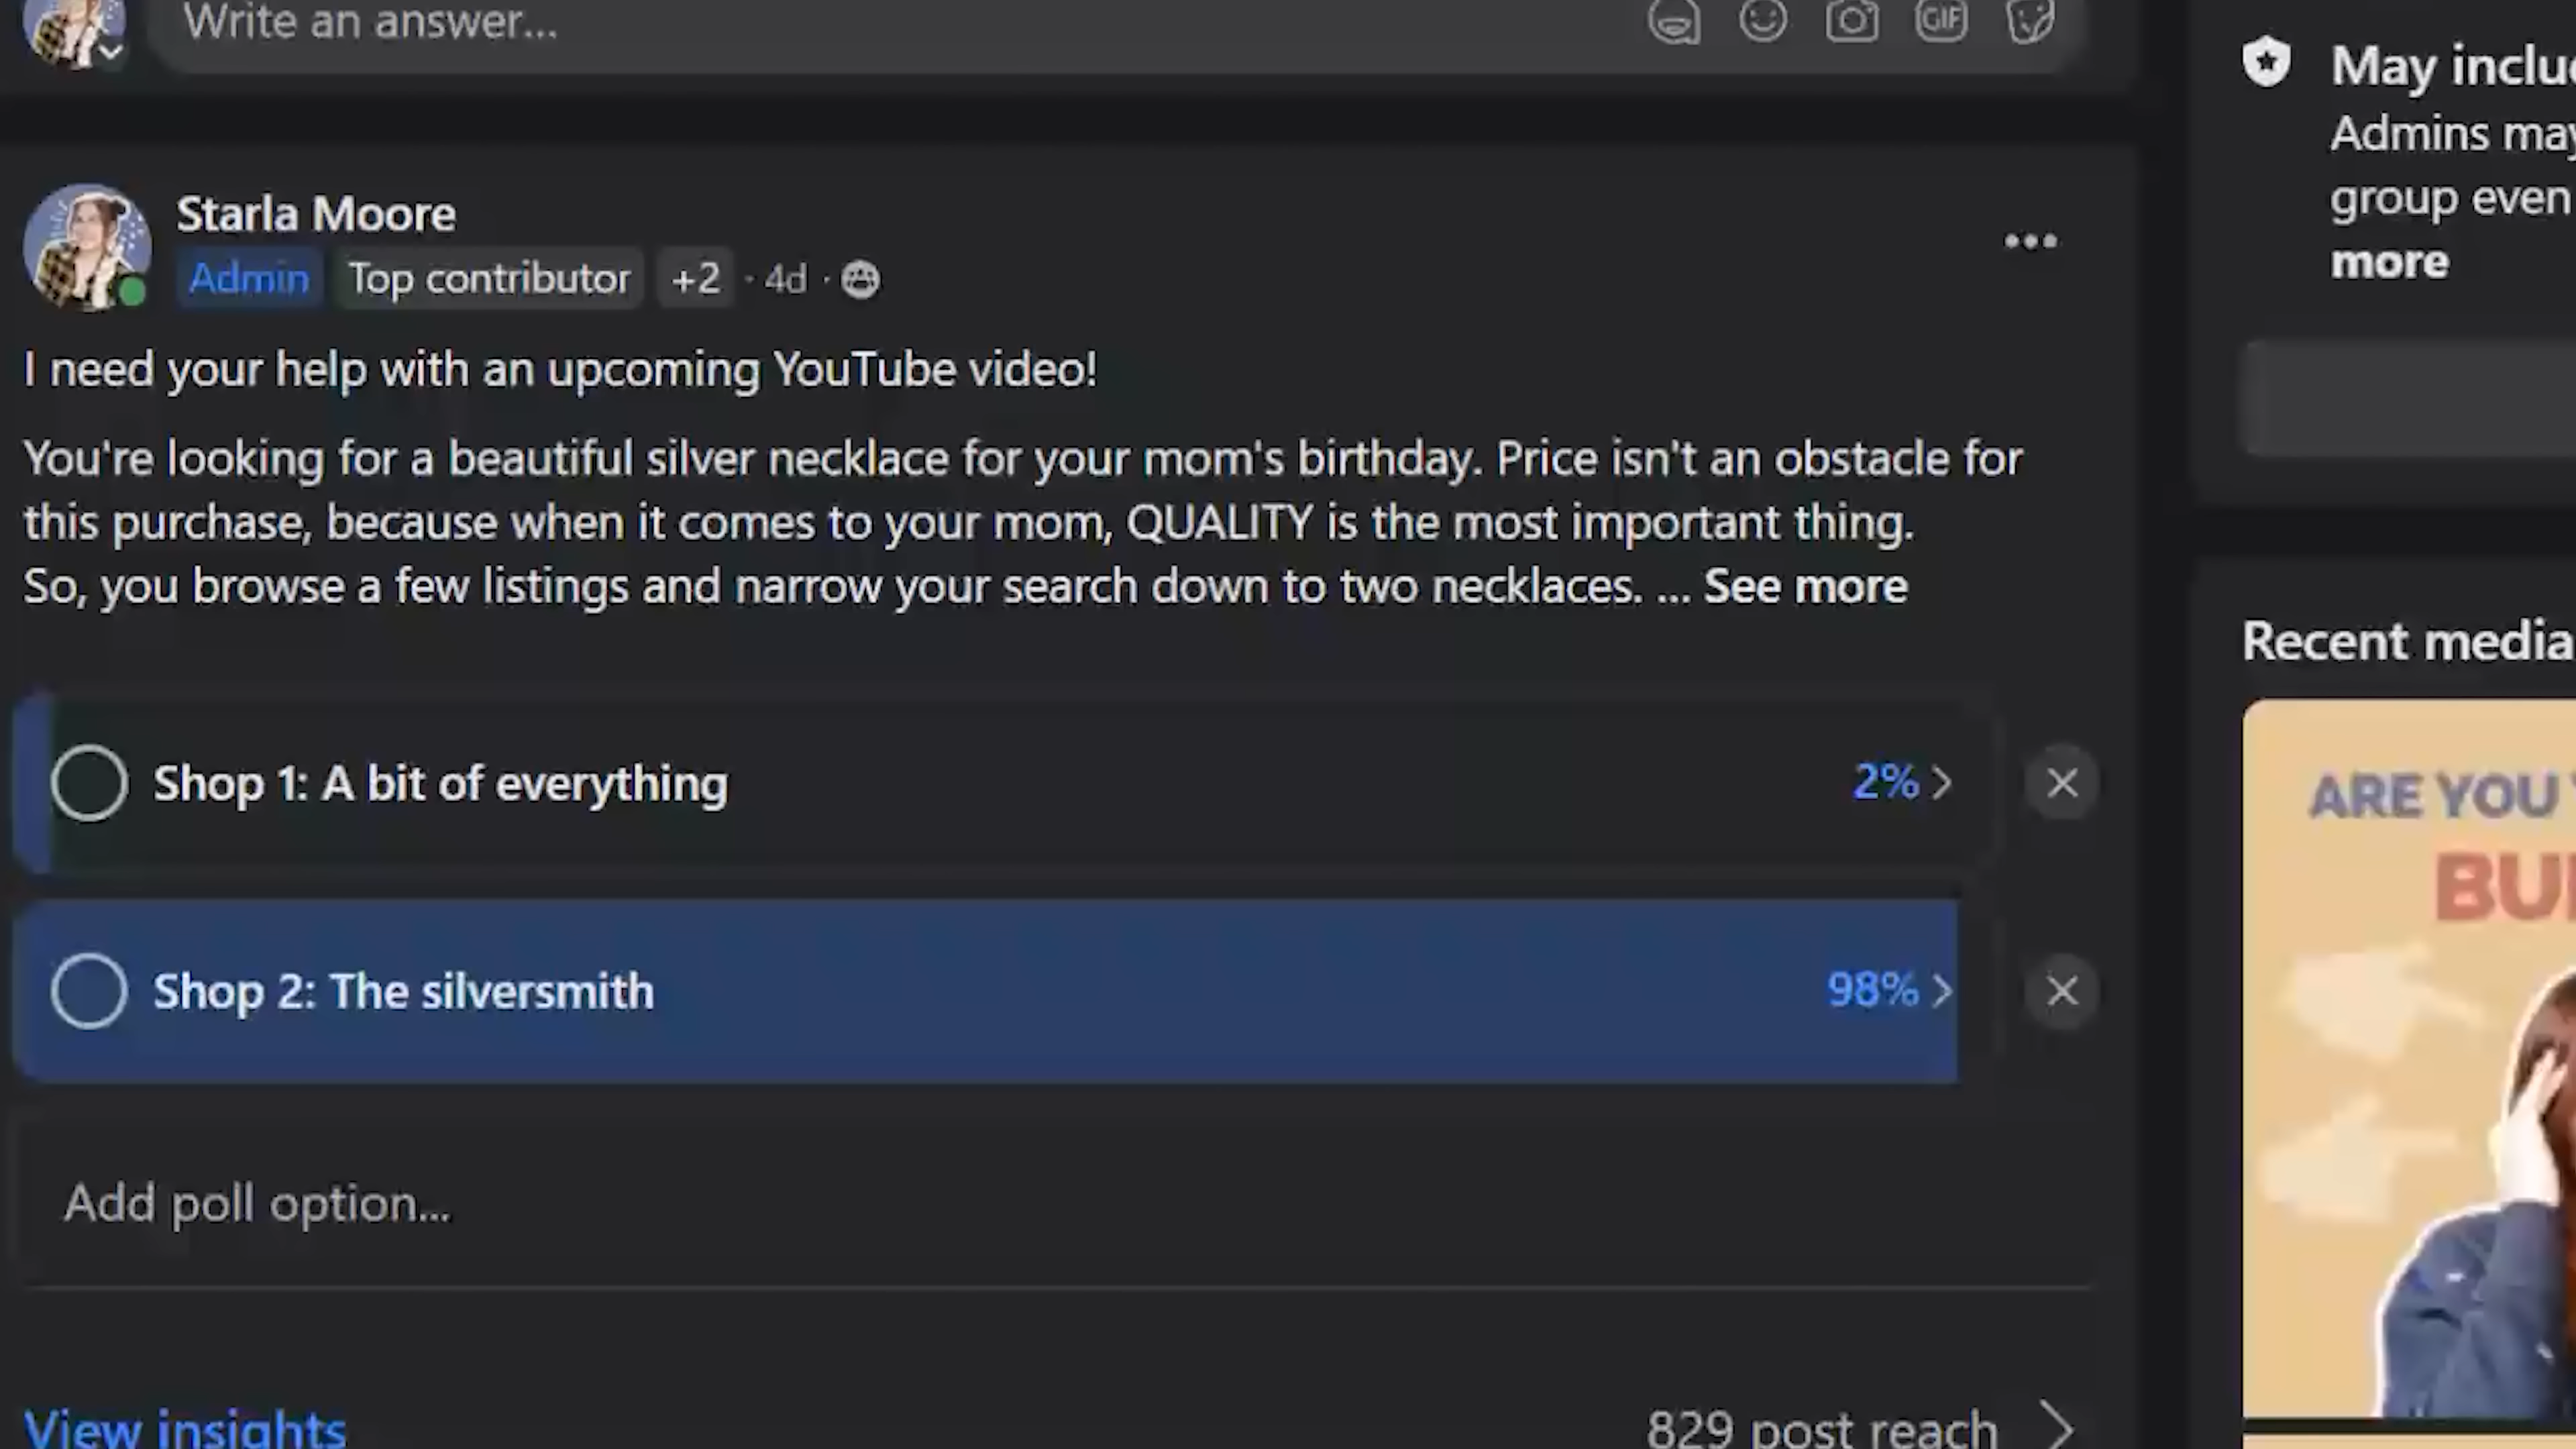 Write an answer...
GIF
Starla Moore
Admin Top contributor +2 · 4d ·
I need your help with an upcoming YouTube video!
You're looking for a beautiful silver necklace for your mom's birthday. Price isn't an obstacle for
this purchase, because when it comes to your mom, QUALITY is the most important thing.
So, you browse a few listings and narrow your search down to two necklaces. ... See more
Shop 1: A bit of everything 2%
Shop 2: The silversmith 98%
Add poll option...
View insights 829 post reach
May inclu
Admins may
group even
more
Recent media
ARE YOU
BU